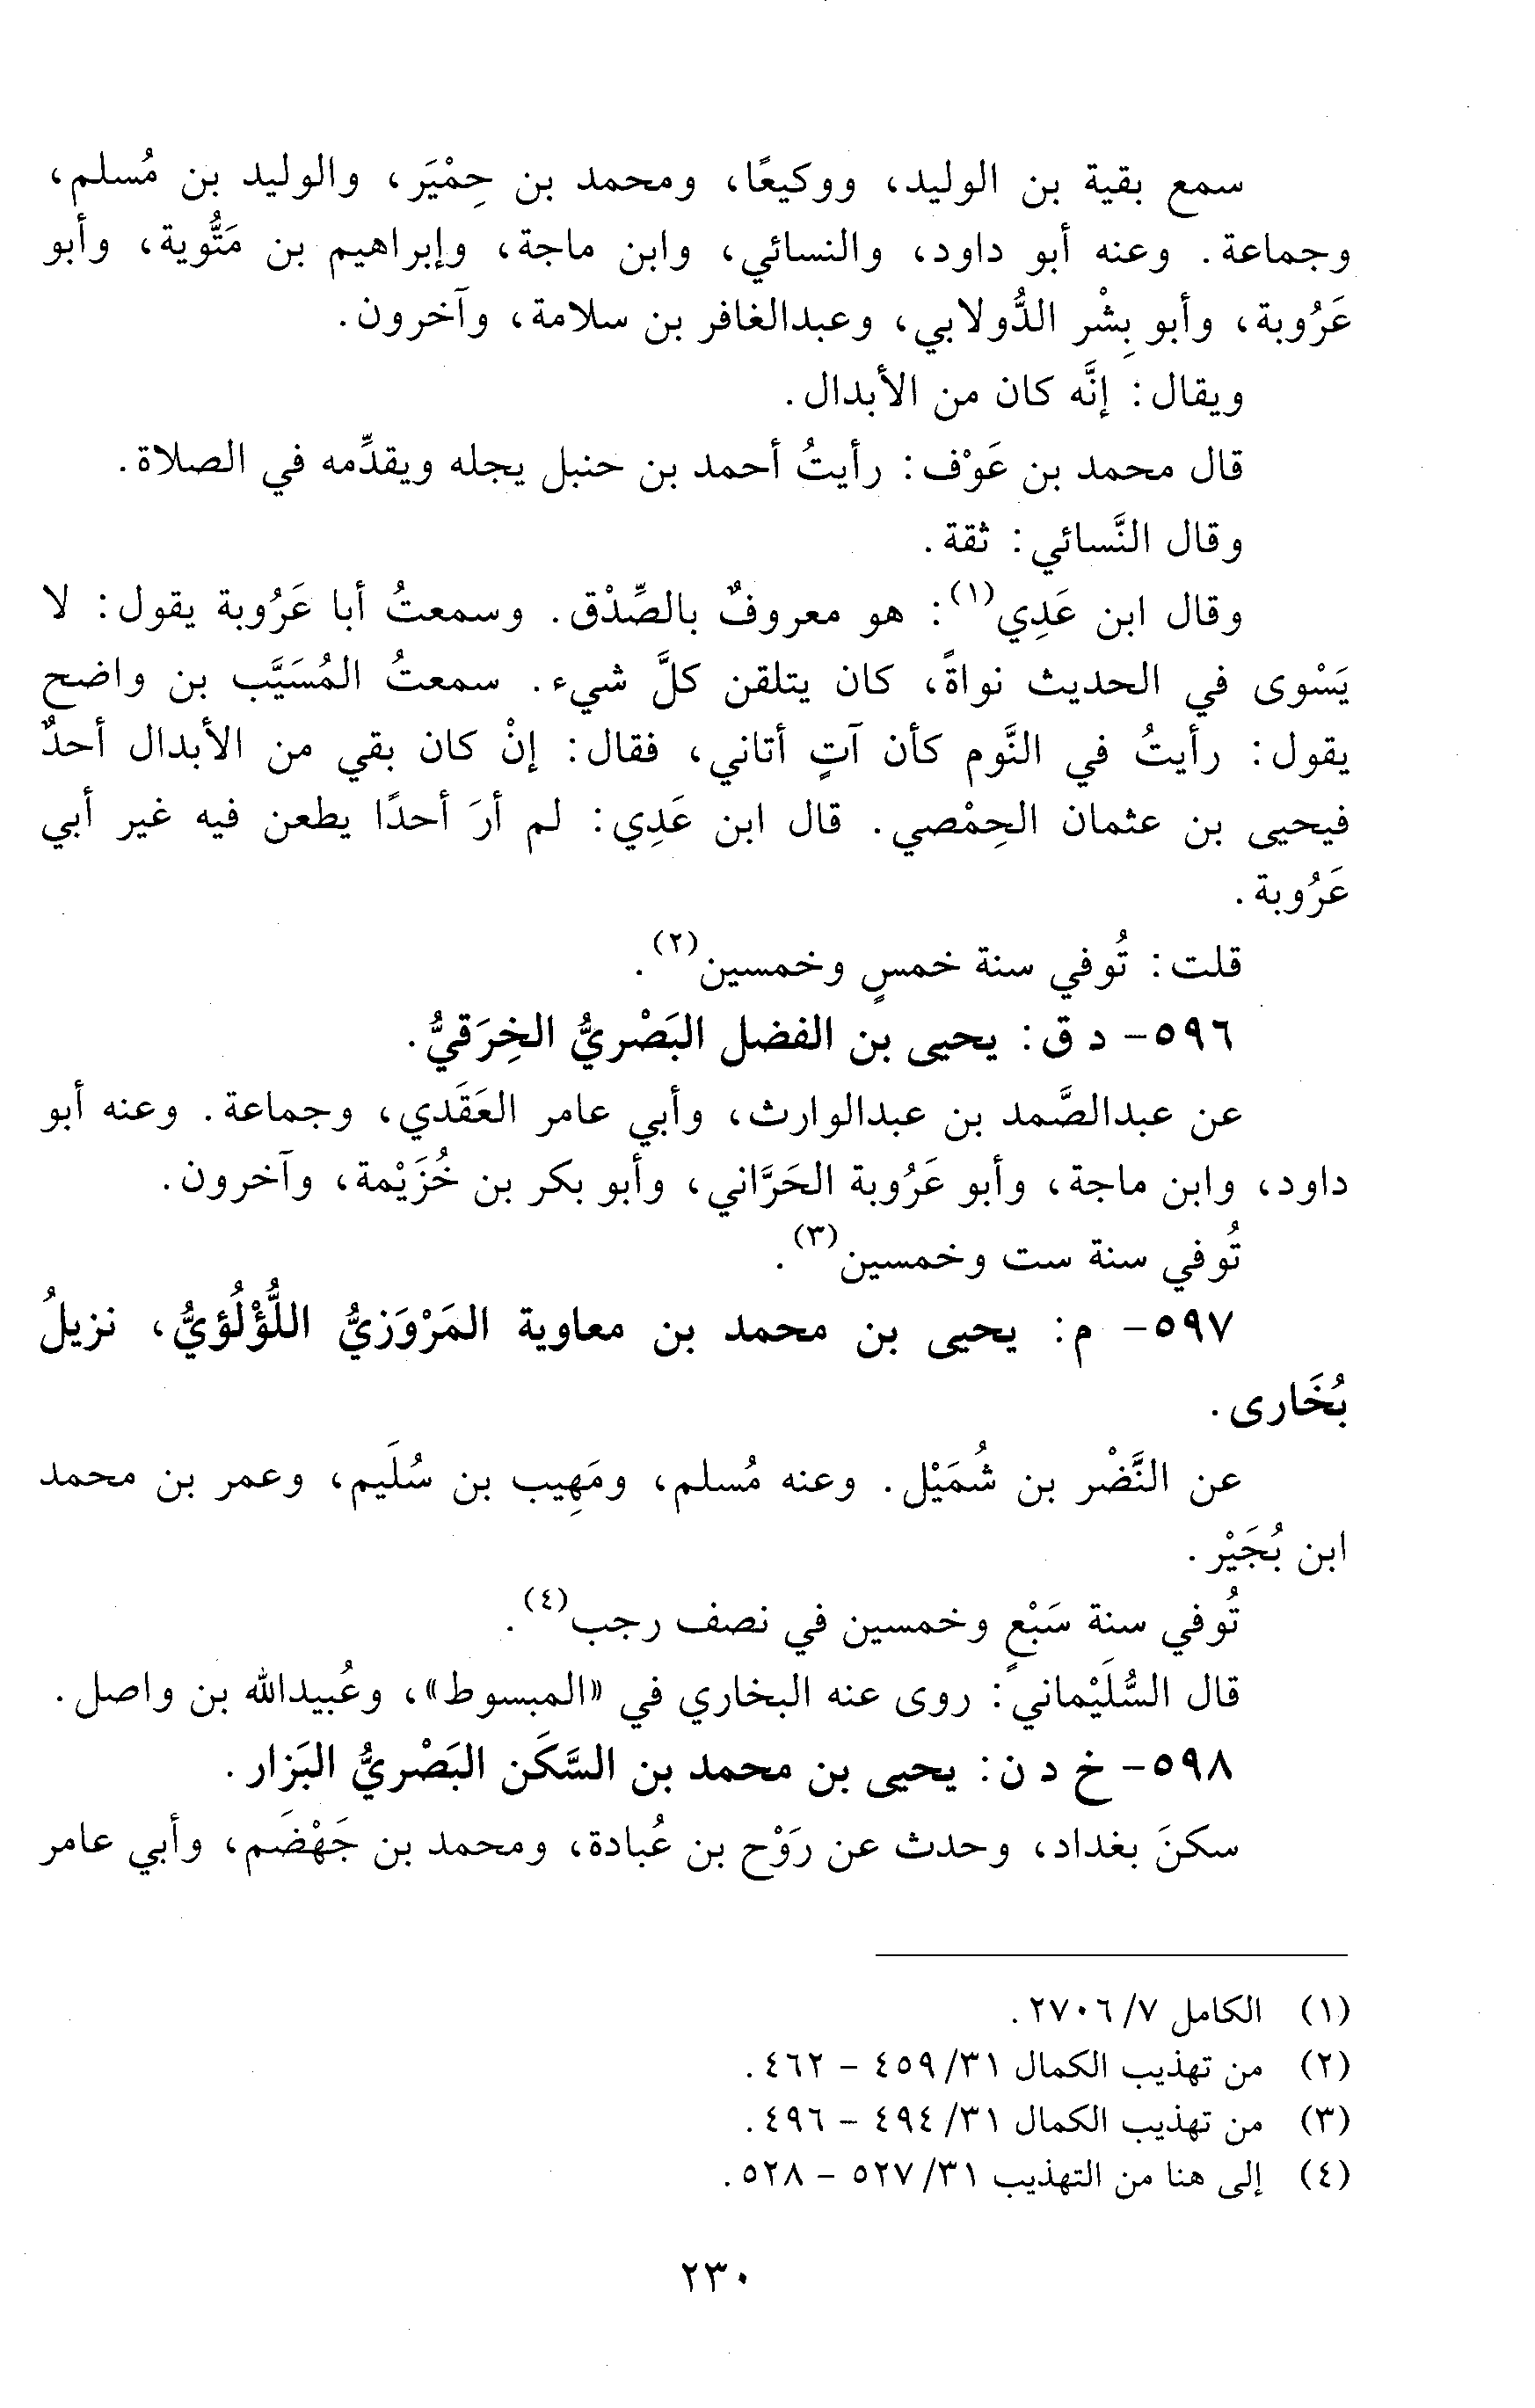 سمع بقية بن الوليد، ووكيعًا، ومحمد بن حِمْيَر، والوليد بن مُسلم،
وجماعة. وعنه أبو داود، والنسائي، وابن ماجة، وإبراهيم بن مَتُّوية، وأبو
عَرُوبة، وأبو بِشْر الدُّولابي، وعبدالغافر بن سلامة، وآخرون.
ويقال: إنَّه كان من الأبدال.
قال محمد بن عَوْف: رأيتُ أحمد بن حنبل يجله ويقدِّمه في الصلاة.
وقال النَّسائي: ثقة.
وقال ابن عَدِي(١): هو معروفٌ بالصِّدْق. وسمعتُ أبا عَرُوبة يقول: لا
يَسْوى في الحديث نواةً، كان يتلقن كلَّ شيء. سمعتُ المُسَيَّب بن واضح
يقول: رأيتُ في النَّوم كأن آتٍ أتاني، فقال: إنْ كان بقي من الأبدال أحدٌ
فيحيى بن عثمان الحِمْصي. قال ابن عَدِي: لم أرَ أحدًا يطعن فيه غير أبي
عَرُوبة.
قلت: تُوفي سنة خمسٍ وخمسين(٢).
٥٩٦- د ق: يحيى بن الفضل البَصْريُّ الخِرَقيُّ.
عن عبدالصَّمد بن عبدالوارث، وأبي عامر العَقَدي، وجماعة. وعنه أبو
داود، وابن ماجة، وأبو عَرُوبة الحَرَّاني، وأبو بكر بن خُزَيْمة، وآخرون.
تُوفي سنة ست وخمسين(٣).
٥٩٧- م: يحيى بن محمد بن معاوية المَرْوَزيُّ اللُّؤْلُؤيُّ، نزيلُ
بُخَارى.
عن النَّضْر بن شُمَيْل. وعنه مُسلم، ومَهِيب بن سُلَيم، وعمر بن محمد
ابن بُجَيْر.
تُوفي سنة سَبْعٍ وخمسين في نصف رجب(٤).
قال السُّلَيْماني: روى عنه البخاري في «المبسوط»، وعُبيدالله بن واصل.
٥٩٨- خ د ن: يحيى بن محمد بن السَّكَن البَصْريُّ البَزار.
سكنَ بغداد، وحدث عن رَوْح بن عُبادة، ومحمد بن جَهْضَم، وأبي عامر
(١) الكامل ٧/ ٢٧٠٦.
(٢) من تهذيب الكمال ٣١/ ٤٥٩ - ٤٦٢.
(٣) من تهذيب الكمال ٣١/ ٤٩٤ - ٤٩٦.
(٤) إلى هنا من التهذيب ٣١/ ٥٢٧ - ٥٢٨.
٢٣٠